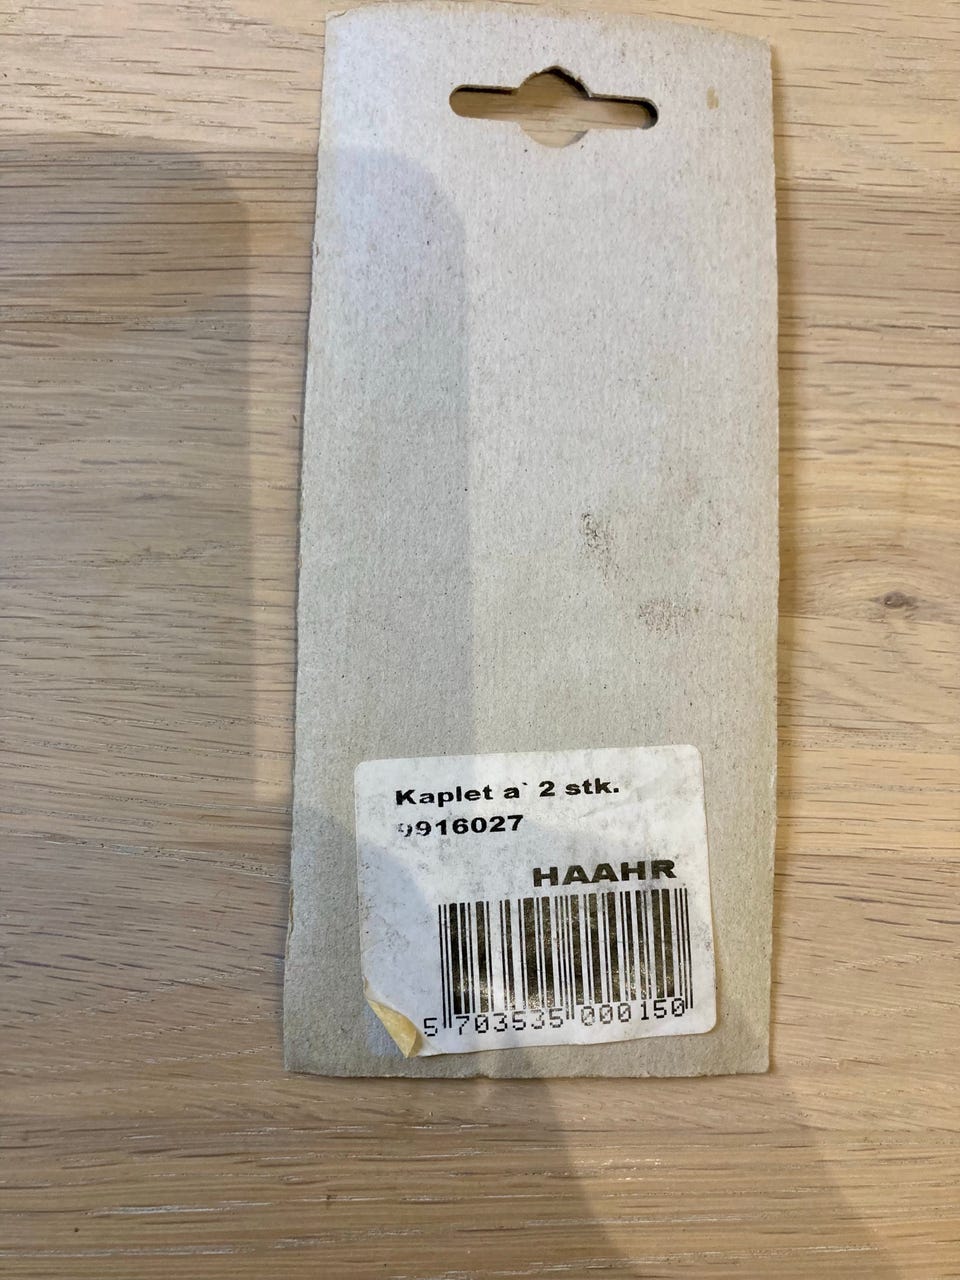 Kaplet a` 2 stk.
9916027
HAAHR
5 703535 000150